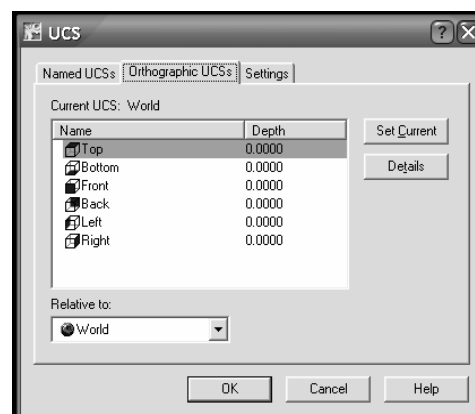 UCS
Named UCSs Orthographic UCSs Settings
Current UCS: World
Name Depth Set Current
Top 0.0000
Bottom 0.0000 Details
Front 0.0000
Back 0.0000
Left 0.0000
Right 0.0000
Relative to:
World
OK Cancel Help